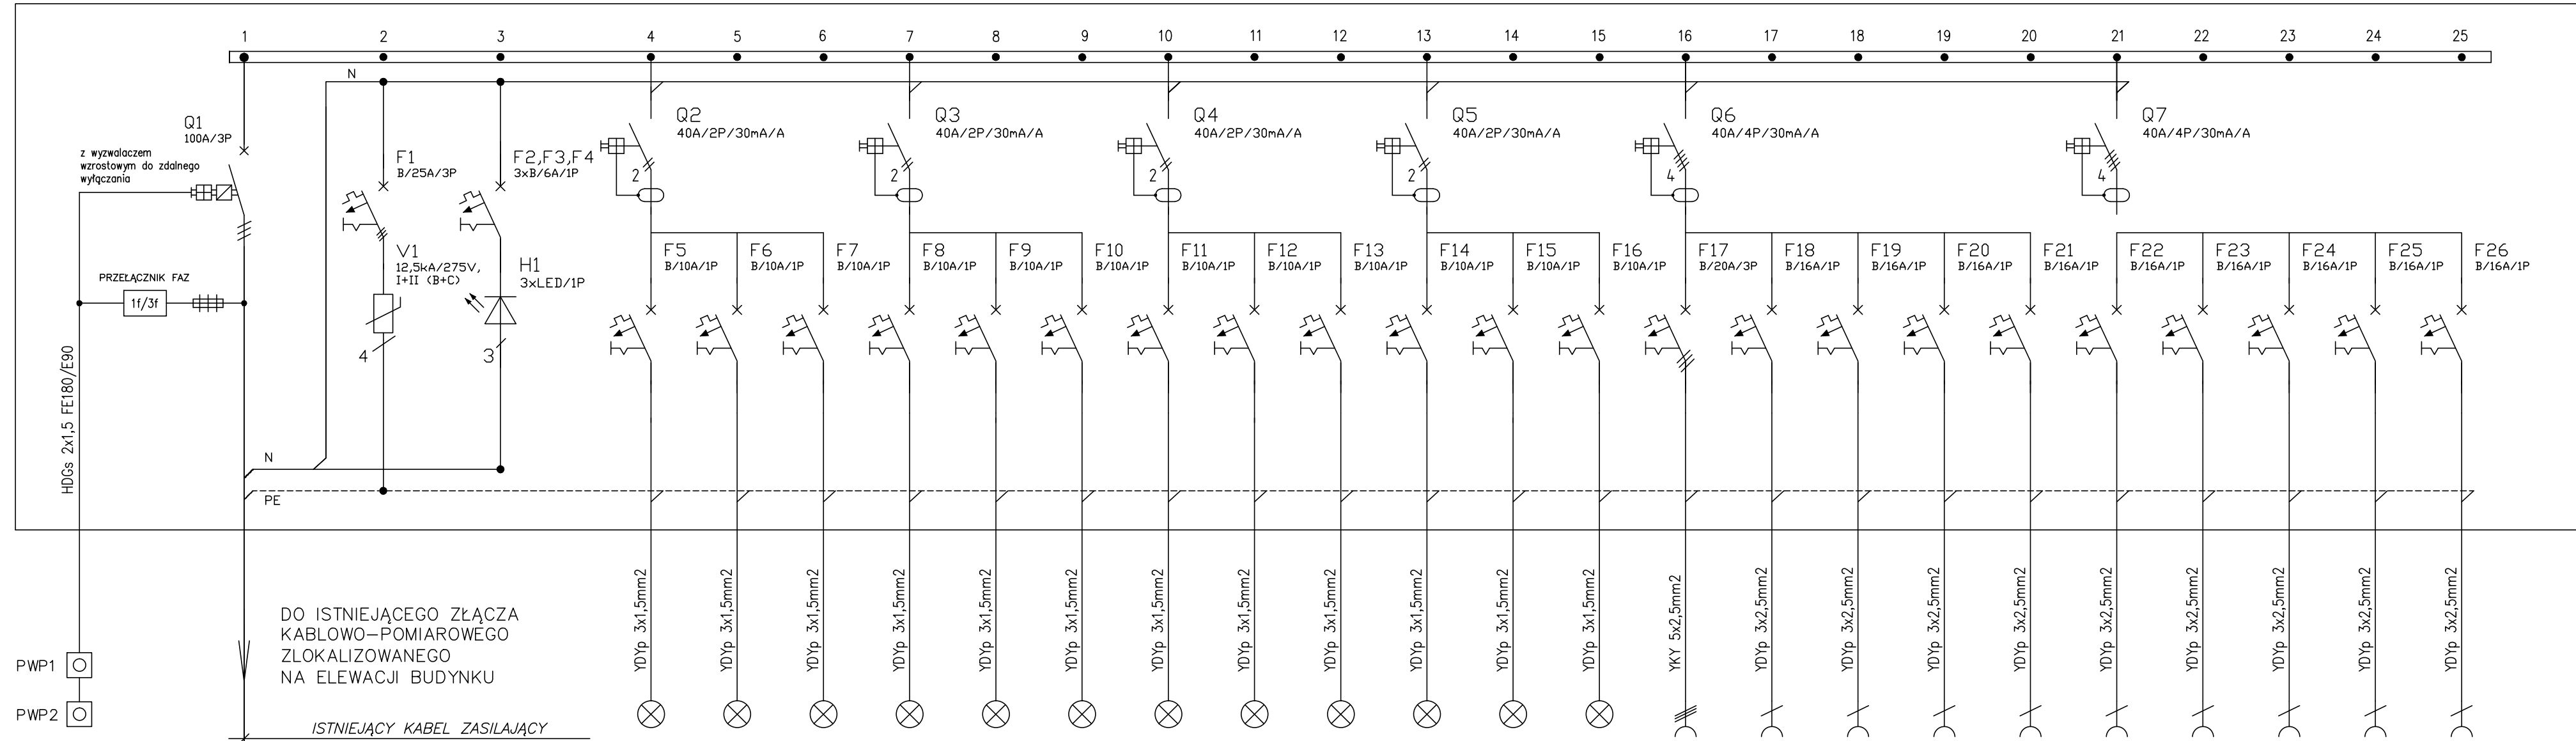 1 2 3 4 5 6 7 8 9 10 11 12 13 14 15 16 17 18 19 20 21 22 23 24 25
N
Q1
100A/3P
z wyzwalaczem
wzrostowym do zdalnego
wyłączania
F1
B/25A/3P
F2,F3,F4
3xB/6A/1P
Q2
40A/2P/30mA/A
2
Q3
40A/2P/30mA/A
2
Q4
40A/2P/30mA/A
2
Q5
40A/2P/30mA/A
2
Q6
40A/4P/30mA/A
4
Q7
40A/4P/30mA/A
4
PRZEŁĄCZNIK FAZ
1f/3f
V1
12,5kA/275V,
I+II (B+C)
4
H1
3xLED/1P
3
F5
B/10A/1P
F6
B/10A/1P
F7
B/10A/1P
F8
B/10A/1P
F9
B/10A/1P
F10
B/10A/1P
F11
B/10A/1P
F12
B/10A/1P
F13
B/10A/1P
F14
B/10A/1P
F15
B/10A/1P
F16
B/10A/1P
F17
B/20A/3P
F18
B/16A/1P
F19
B/16A/1P
F20
B/16A/1P
F21
B/16A/1P
F22
B/16A/1P
F23
B/16A/1P
F24
B/16A/1P
F25
B/16A/1P
F26
B/16A/1P
HDGs 2x1,5 FE180/E90
N
PE
DO ISTNIEJĄCEGO ZŁĄCZA
KABLOWO-POMIAROWEGO
ZLOKALIZOWANEGO
NA ELEWACJI BUDYNKU
PWP1
PWP2
ISTNIEJĄCY KABEL ZASILAJĄCY
YDYp 3x1,5mm2
YDYp 3x1,5mm2
YDYp 3x1,5mm2
YDYp 3x1,5mm2
YDYp 3x1,5mm2
YDYp 3x1,5mm2
YDYp 3x1,5mm2
YDYp 3x1,5mm2
YDYp 3x1,5mm2
YDYp 3x1,5mm2
YDYp 3x1,5mm2
YDYp 3x1,5mm2
YKY 5x2,5mm2
YDYp 3x2,5mm2
YDYp 3x2,5mm2
YDYp 3x2,5mm2
YDYp 3x2,5mm2
YDYp 3x2,5mm2
YDYp 3x2,5mm2
YDYp 3x2,5mm2
YDYp 3x2,5mm2
YDYp 3x2,5mm2